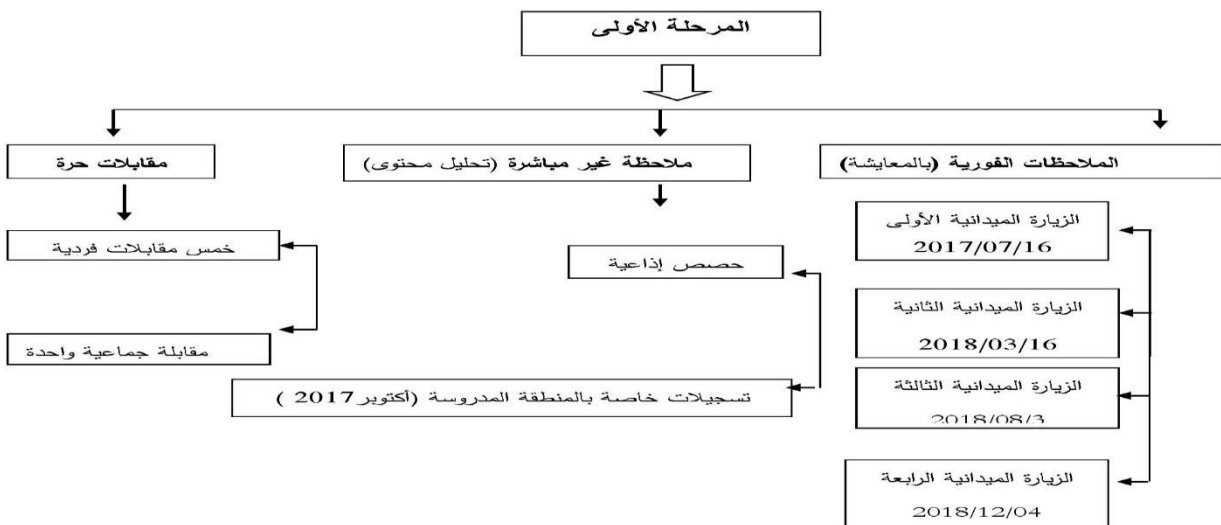 المرحلة الأولى
الملاحظات الفورية (بالمعايشة)
الزيارة الميدانية الأولى
2017/07/16
الزيارة الميدانية الثانية
2018/03/16
الزيارة الميدانية الثالثة
2018/08/3
الزيارة الميدانية الرابعة
2018/12/04
ملاحظة غير مباشرة (تحليل محتوى)
حصص إذاعية
تسجيلات خاصة بالمنطقة المدروسة (أكتوبر 2017 )
مقابلات حرة
خمس مقابلات فردية
مقابلة جماعية واحدة